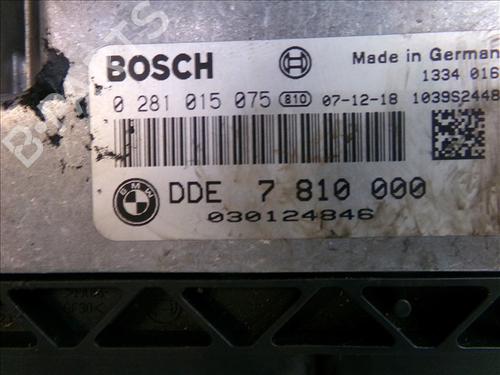 BOSCH
Made in German
1334 016
0 281 015 075 810 07-12-18 1039S2448
BMW
DDE 7 810 000
030124846